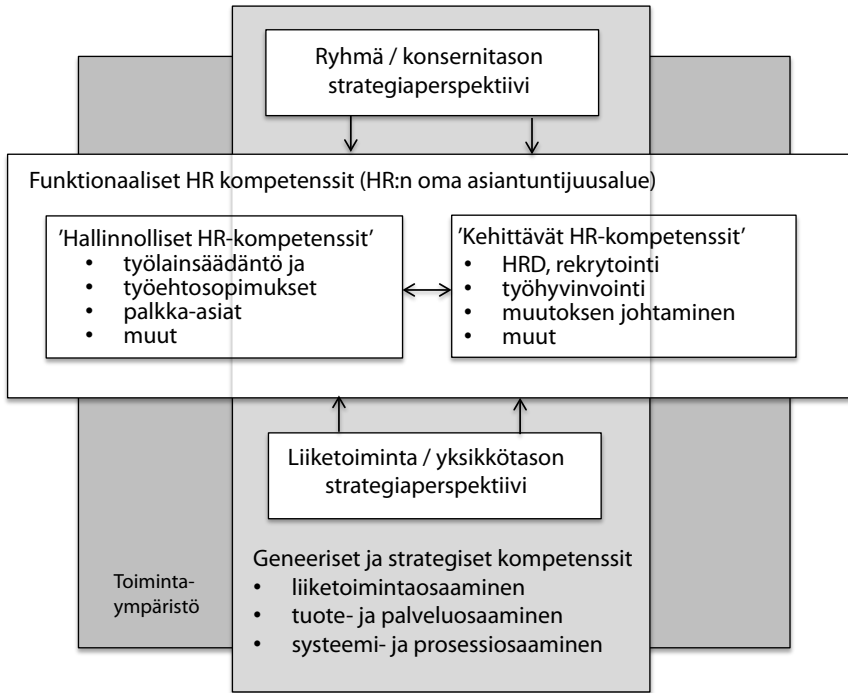 Ryhmä / konsernitason
strategiaperspektiivi
Funktionaaliset HR kompetenssit (HR:n oma asiantuntijuusalue)
'Hallinnolliset HR-kompetenssit'
• työlainsäädäntö ja
• työehtosopimukset
• palkka-asiat
• muut
'Kehittävät HR-kompetenssit'
• HRD, rekrytointi
• työhyvinvointi
• muutoksen johtaminen
• muut
Liiketoiminta / yksikkötason
strategiaperspektiivi
Geneeriset ja strategiset kompetenssit
• liiketoimintaosaaminen
• tuote- ja palveluosaaminen
• systeemi- ja prosessiosaaminen
Toiminta-
ympäristö